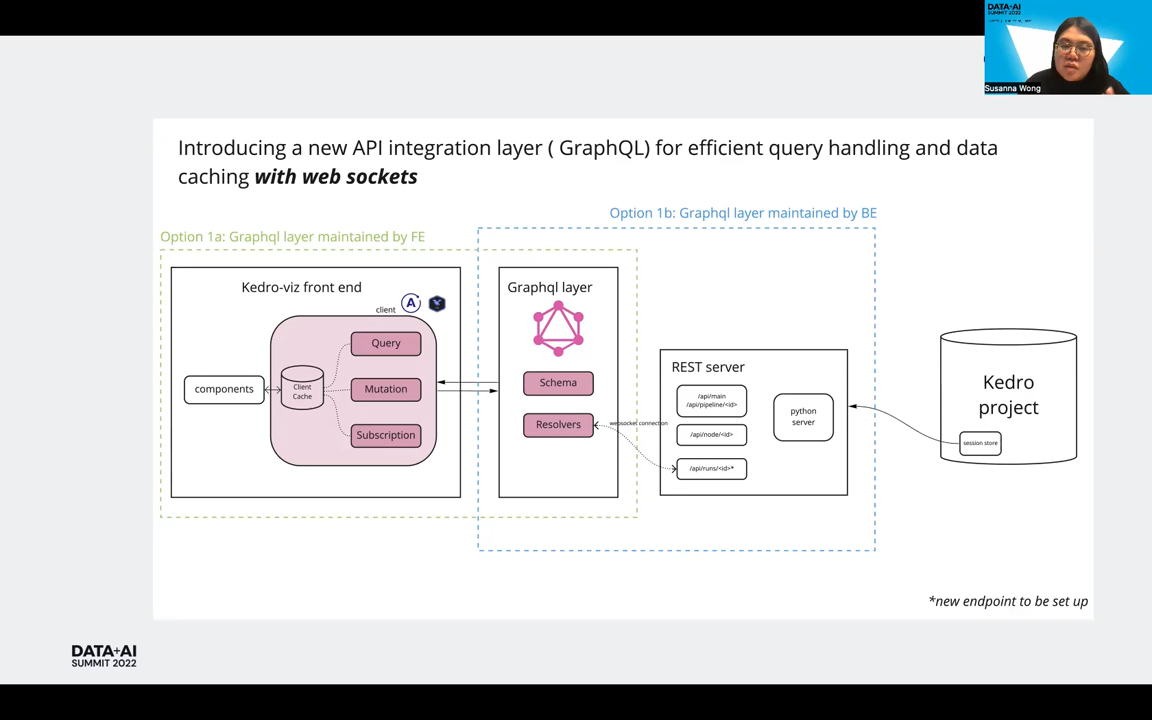 DATA+AI
SUMMIT 2022
Susanna Wong
Introducing a new API integration layer ( GraphQL) for efficient query handling and data
caching with web sockets
Option 1b: Graphql layer maintained by BE
Option 1a: Graphql layer maintained by FE
Kedro-viz front end
client
A
components
Client
Cache
Query
Mutation
Subscription
Graphql layer
Schema
Resolvers
websocket connection
REST server
/api/main
/api/pipeline/<id>
/api/node/<id>
/api/runs/<id>*
python
server
Kedro
project
session store
*new endpoint to be set up
DATA+AI
SUMMIT 2022